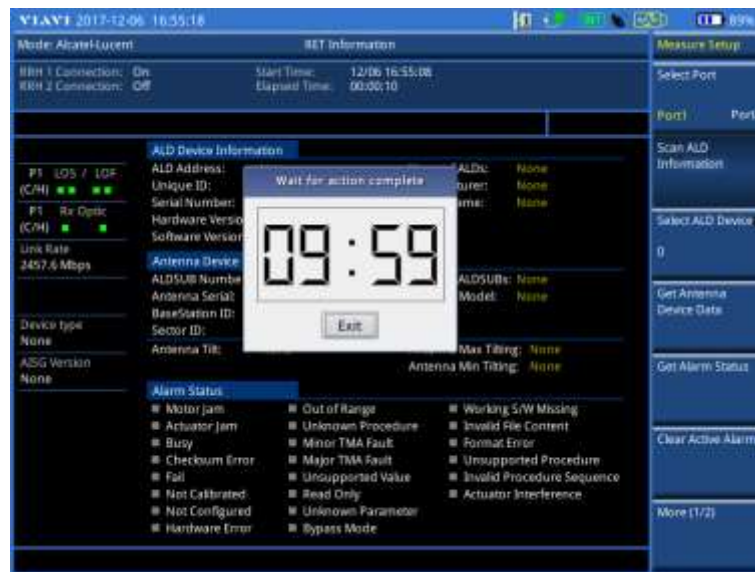 VIAVI 2017-12-06 16:55:18
89%
Mode: Alcatel-Lucent
RET Information
Measure Setup
RRH 1 Connection: On
RRH 2 Connection: Off
Start Time: 12/06 16:55:08
Elapsed Time: 00:00:10
Select Port
Port1 Port
Scan ALD
Information
Select ALD Device
0
Get Antenna
Device Data
Get Alarm Status
Clear Active Alarm
More (1/2)
P1 LOS / LOF
(C/H)
P1 Rx Optic
(C/H)
Link Rate
2457.6 Mbps
Device type
None
AISG Version
None
ALD Device Information
ALD Address:
ALDs: None
Unique ID:
turer: None
Serial Number:
ame: None
Hardware Versio
Software Version
Wait for action complete
09:59
Exit
Antenna Device
ALDSUB Numbe
ALDSUBs: None
Antenna Serial:
Model: None
BaseStation ID:
Sector ID:
Antenna Tilt:
Max Tilting: None
Antenna Min Tilting: None
Alarm Status
Motor Jam
Out of Range
Working S/W Missing
Actuator Jam
Unknown Procedure
Invalid File Content
Busy
Minor TMA Fault
Format Error
Checksum Error
Major TMA Fault
Unsupported Procedure
Fail
Unsupported Value
Invalid Procedure Sequence
Not Calibrated
Read Only
Actuator Interference
Not Configured
Unknown Parameter
Hardware Error
Bypass Mode